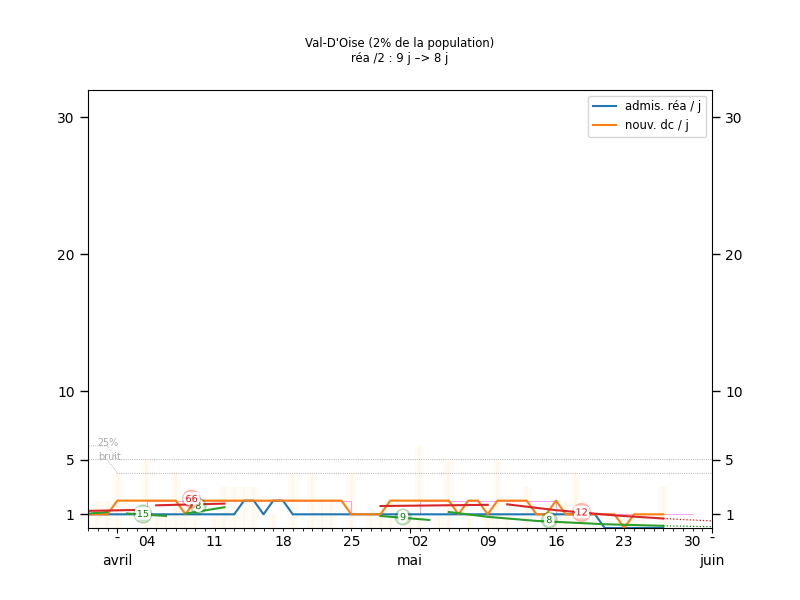 Val-D'Oise (2% de la population)
réa /2 : 9 j –> 8 j
admis. réa / j
nouv. dc / j
30
30
20
20
10
10
25%
bruit
5
5
66
8
15
9
8
12
1
1
- 04 11 18 25 - 02 09 16 23 30 -
avril mai juin